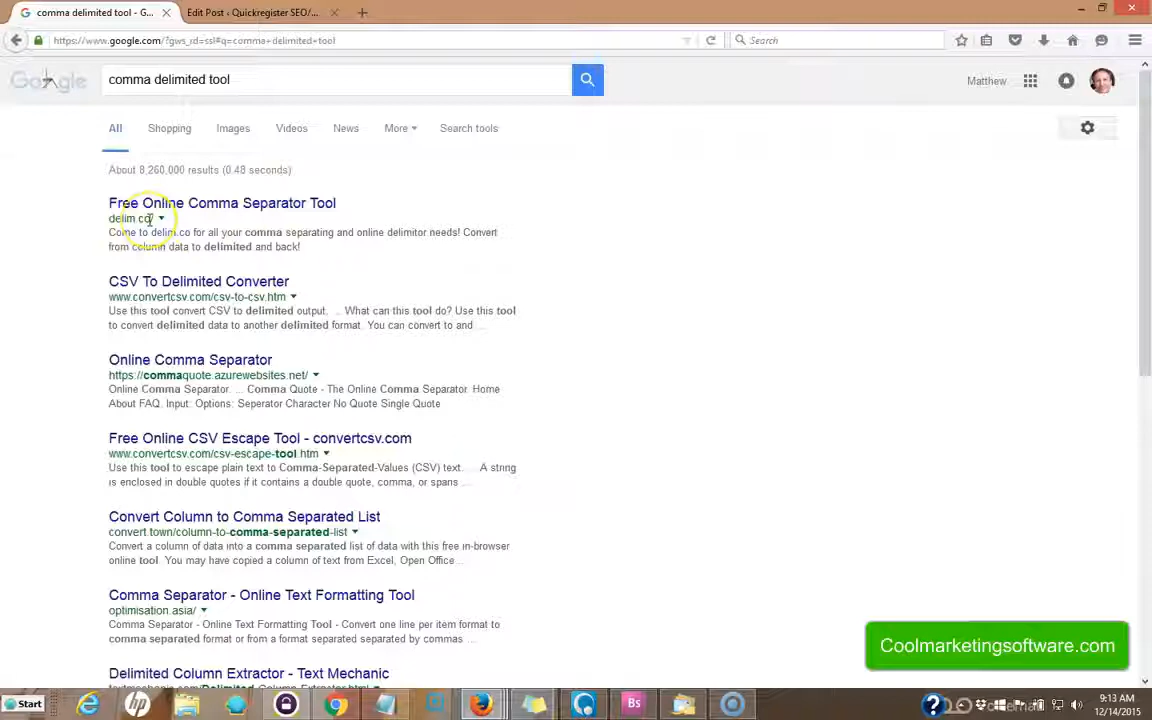 comma delimited tool - G...
Edit Post ‹ Quickregister SEO/...
https://www.google.com/?gws_rd=ssl#q=comma+delimited+tool
Search
Google
comma delimited tool
Matthew
All
Shopping
Images
Videos
News
More
Search tools
About 8,260,000 results (0.48 seconds)
Free Online Comma Separator Tool
delim.co
Come to delim.co for all your comma separating and online delimitor needs! Convert
from column data to delimited and back!
CSV To Delimited Converter
www.convertcsv.com/csv-to-csv.htm
Use this tool convert CSV to delimited output. ... What can this tool do? Use this tool
to convert delimited data to another delimited format. You can convert to and ...
Online Comma Separator
https://commaquote.azurewebsites.net/
Online Comma Separator. ... Comma Quote - The Online Comma Separator. Home
About FAQ. Input: Options: Seperator Character No Quote Single Quote
Free Online CSV Escape Tool - convertcsv.com
www.convertcsv.com/csv-escape-tool.htm
Use this tool to escape plain text to Comma-Separated-Values (CSV) text. ... A string
is enclosed in double quotes if it contains a double quote, comma, or spans ...
Convert Column to Comma Separated List
convert.town/column-to-comma-separated-list
Convert a column of data into a comma separated list of data with this free in-browser
online tool. You may have copied a column of text from Excel, Open Office...
Comma Separator - Online Text Formatting Tool
optimisation.asia/
Comma Separator - Online Text Formatting Tool - Convert one line per item format to
comma separated format or from a format separated separated by commas ...
Delimited Column Extractor - Text Mechanic
textmechanic.com/Delimited-Column-Extractor.html
Coolmarketingsoftware.com
Start
hp
Bs
9:13 AM
12/14/2015